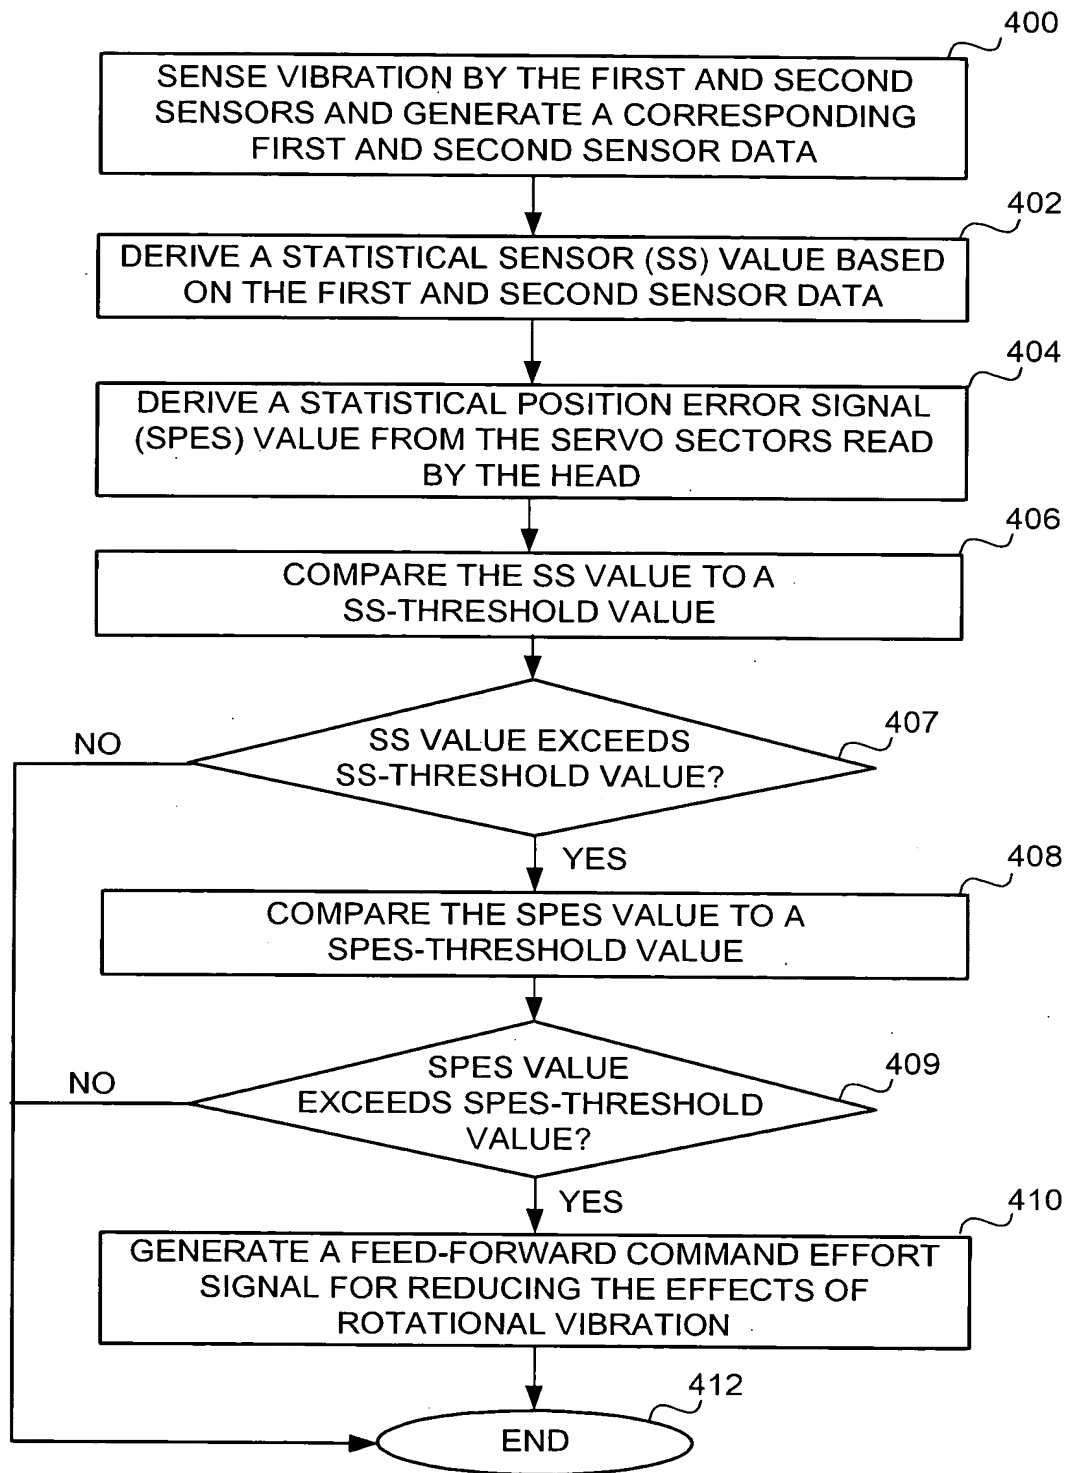 400
SENSE VIBRATION BY THE FIRST AND SECOND
SENSORS AND GENERATE A CORRESPONDING
FIRST AND SECOND SENSOR DATA
402
DERIVE A STATISTICAL SENSOR (SS) VALUE BASED
ON THE FIRST AND SECOND SENSOR DATA
404
DERIVE A STATISTICAL POSITION ERROR SIGNAL
(SPES) VALUE FROM THE SERVO SECTORS READ
BY THE HEAD
406
COMPARE THE SS VALUE TO A
SS-THRESHOLD VALUE
407
NO
SS VALUE EXCEEDS
SS-THRESHOLD VALUE?
YES
408
COMPARE THE SPES VALUE TO A
SPES-THRESHOLD VALUE
409
NO
SPES VALUE
EXCEEDS SPES-THRESHOLD
VALUE?
YES
410
GENERATE A FEED-FORWARD COMMAND EFFORT
SIGNAL FOR REDUCING THE EFFECTS OF
ROTATIONAL VIBRATION
412
END